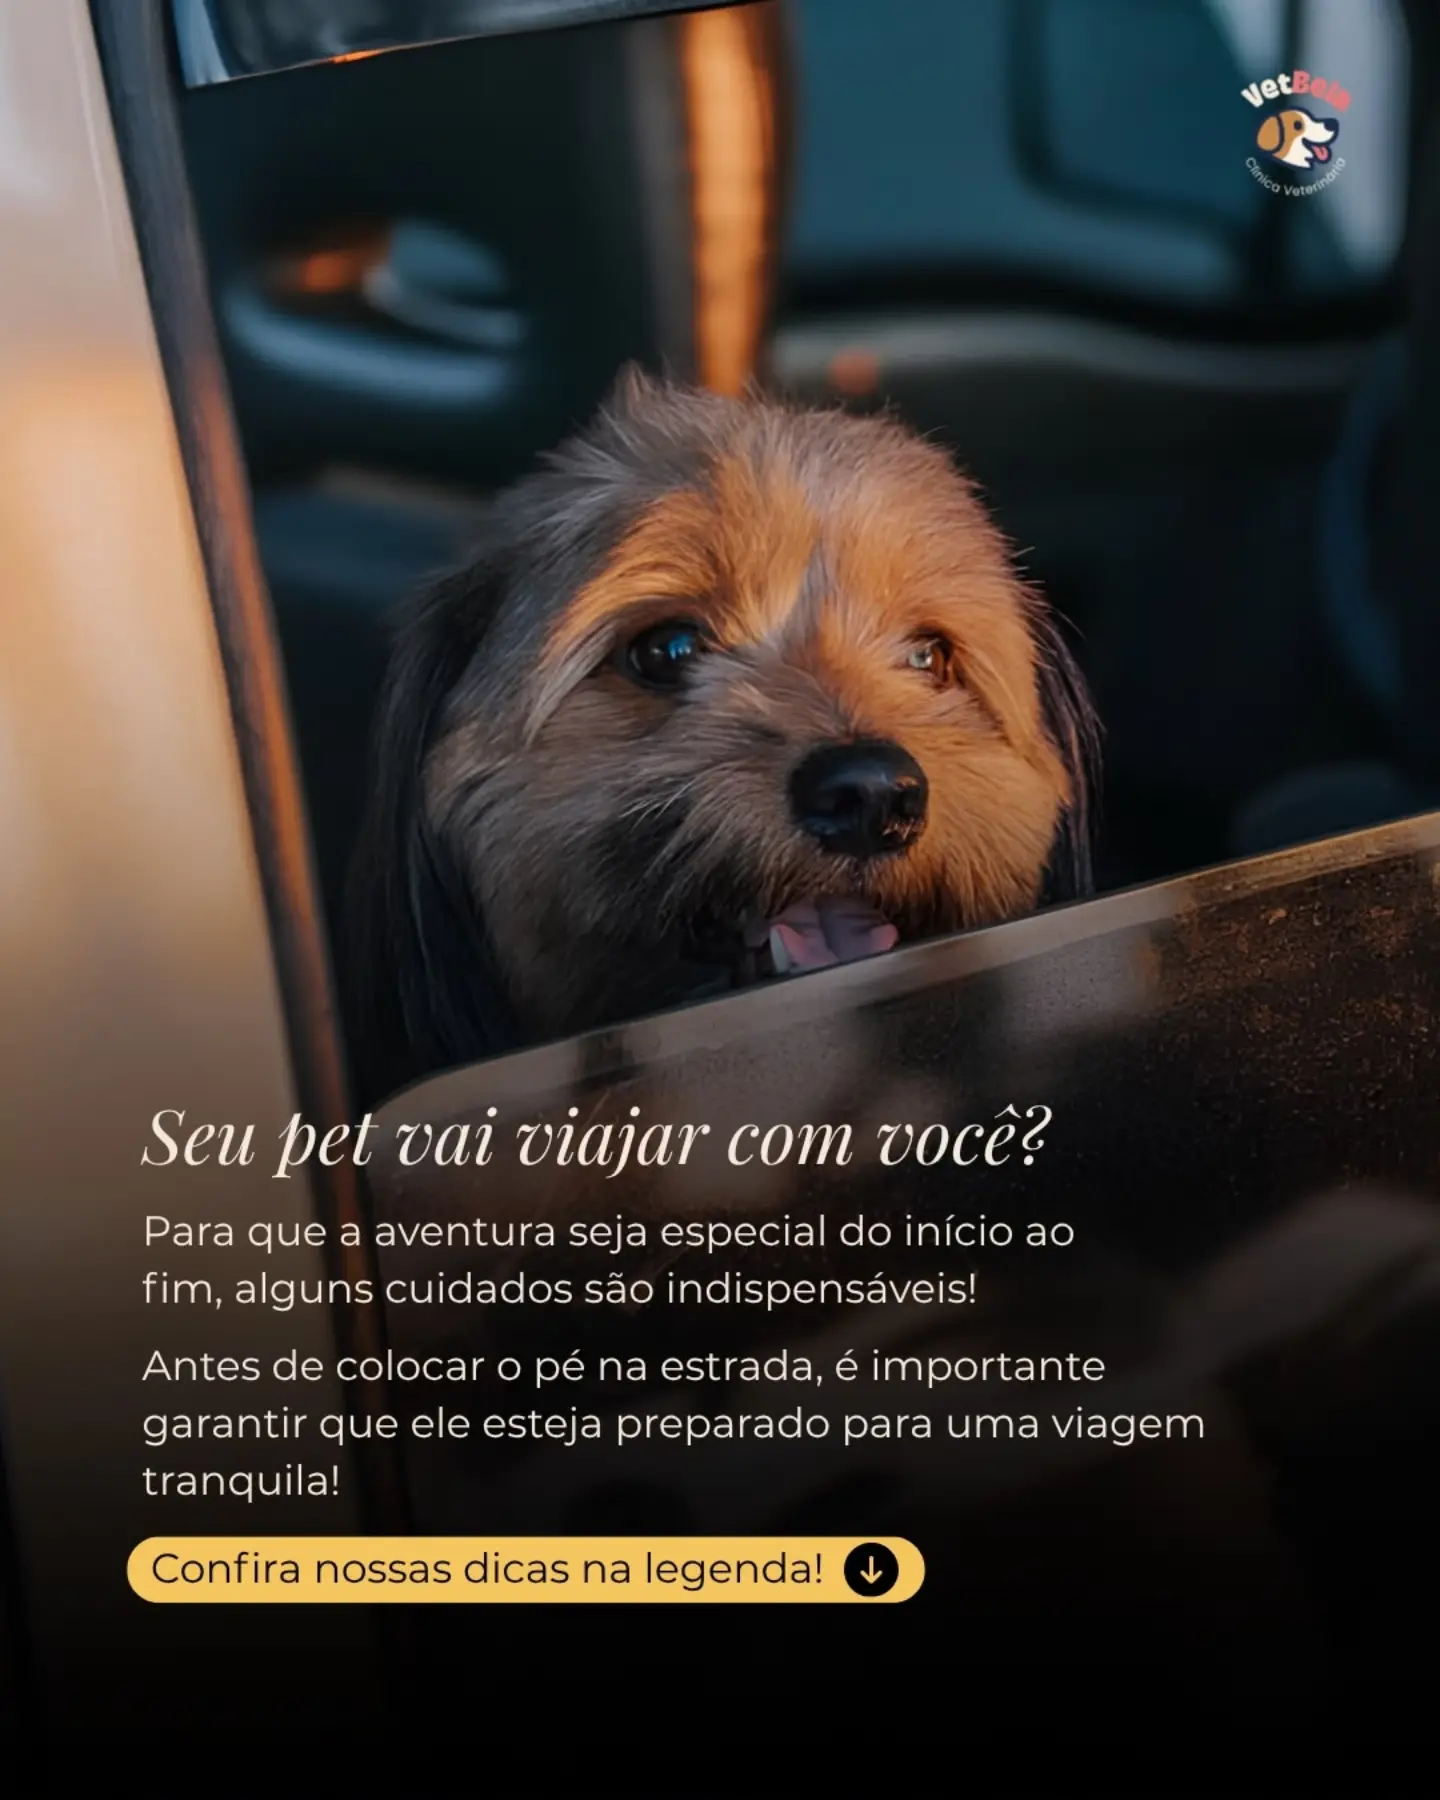 VetBela
Clínica Veterinária
Seu pet vai viajar com você?
Para que a aventura seja especial do início ao
fim, alguns cuidados são indispensáveis!
Antes de colocar o pé na estrada, é importante
garantir que ele esteja preparado para uma viagem
tranquila!
Confira nossas dicas na legenda!